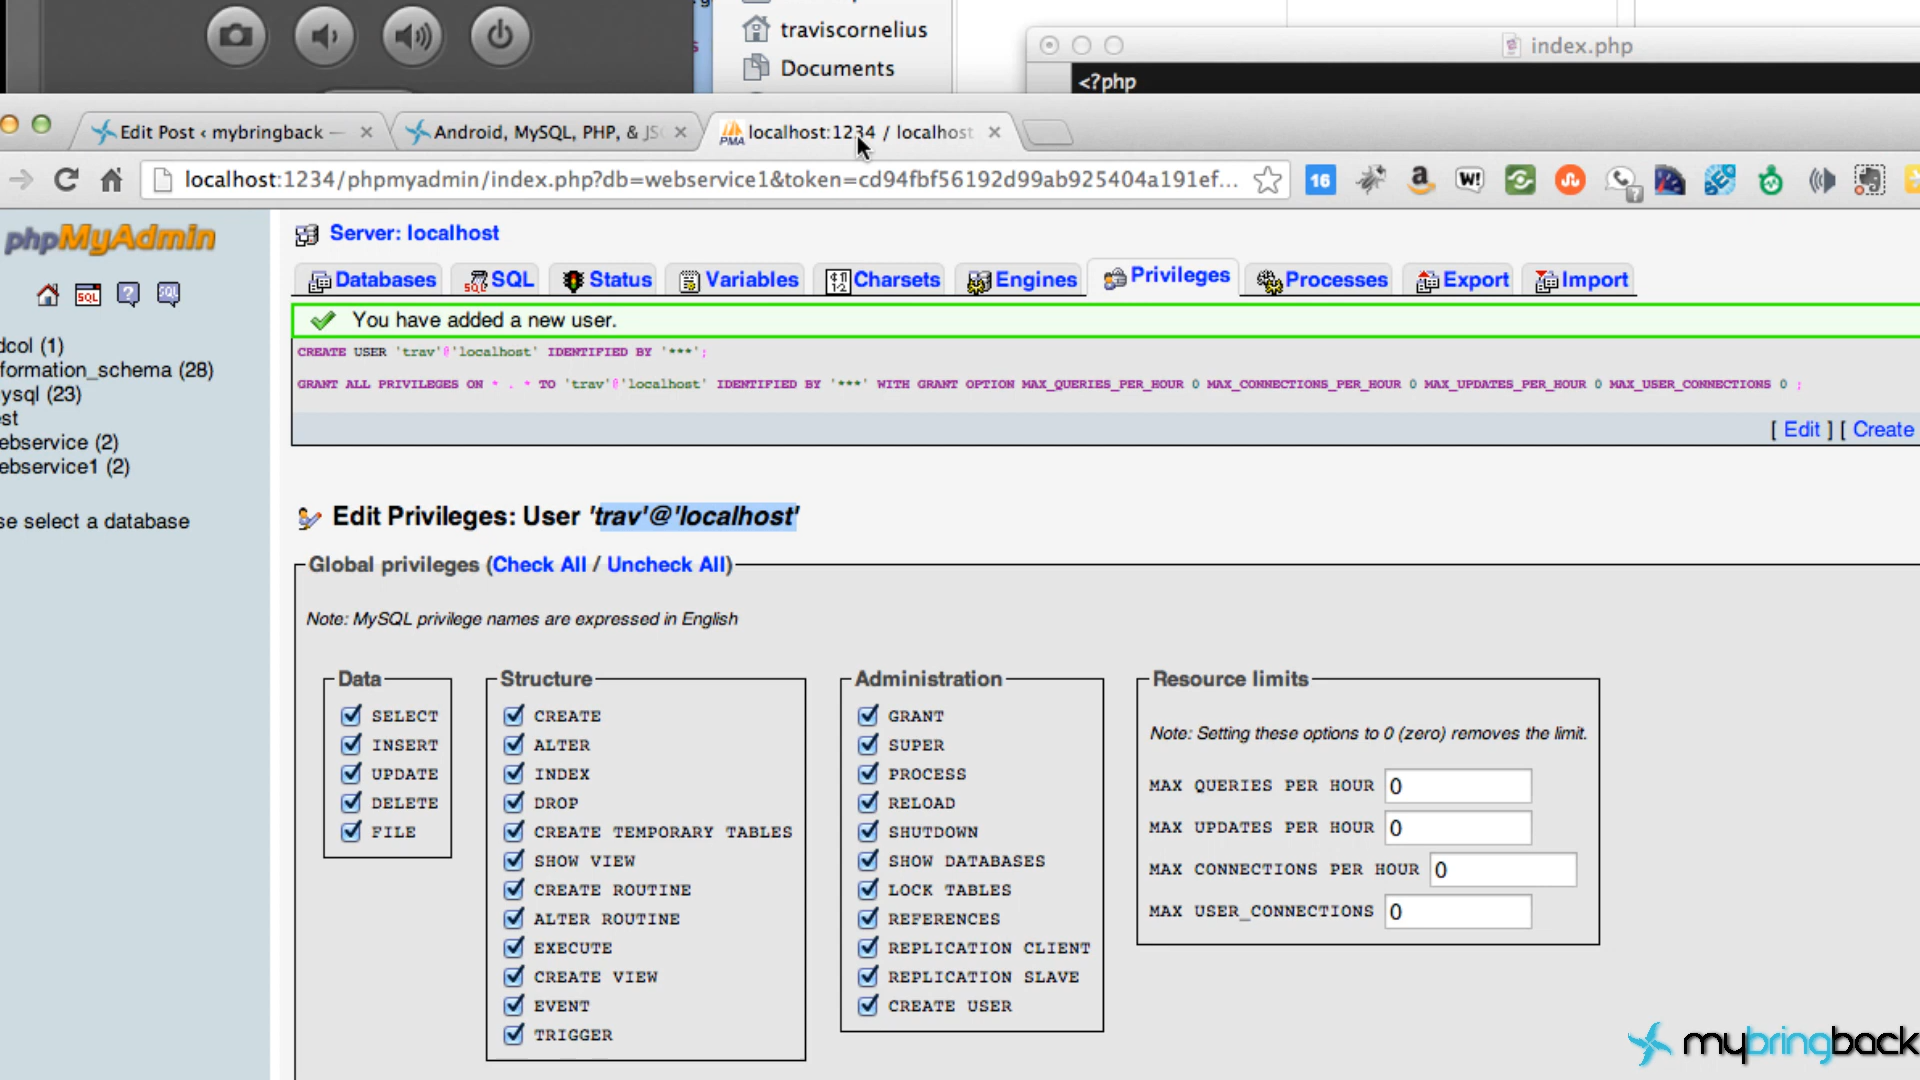 traviscornelius
Documents
index.php
<?php
Edit Post ‹ mybringback —
Android, MySQL, PHP, & JS
localhost:1234 / localhost
localhost:1234/phpmyadmin/index.php?db=webservice1&token=cd94fbf56192d99ab925404a191ef...
16
W!
phpMyAdmin
Server: localhost
Databases
SQL
Status
Variables
Charsets
Engines
Privileges
Processes
Export
Import
You have added a new user.
CREATE USER 'trav'@'localhost' IDENTIFIED BY '***';
GRANT ALL PRIVILEGES ON * . * TO 'trav'@'localhost' IDENTIFIED BY '***' WITH GRANT OPTION MAX_QUERIES_PER_HOUR 0 MAX_CONNECTIONS_PER_HOUR 0 MAX_UPDATES_PER_HOUR 0 MAX_USER_CONNECTIONS 0 ;
[ Edit ] [ Create
dcol (1)
formation_schema (28)
ysql (23)
est
ebservice (2)
ebservice1 (2)
se select a database
Edit Privileges: User 'trav'@'localhost'
Global privileges (Check All / Uncheck All)
Note: MySQL privilege names are expressed in English
Data
SELECT
INSERT
UPDATE
DELETE
FILE
Structure
CREATE
ALTER
INDEX
DROP
CREATE TEMPORARY TABLES
SHOW VIEW
CREATE ROUTINE
ALTER ROUTINE
EXECUTE
CREATE VIEW
EVENT
TRIGGER
Administration
GRANT
SUPER
PROCESS
RELOAD
SHUTDOWN
SHOW DATABASES
LOCK TABLES
REFERENCES
REPLICATION CLIENT
REPLICATION SLAVE
CREATE USER
Resource limits
Note: Setting these options to 0 (zero) removes the limit.
MAX QUERIES PER HOUR 0
MAX UPDATES PER HOUR 0
MAX CONNECTIONS PER HOUR 0
MAX USER_CONNECTIONS 0
mybringback